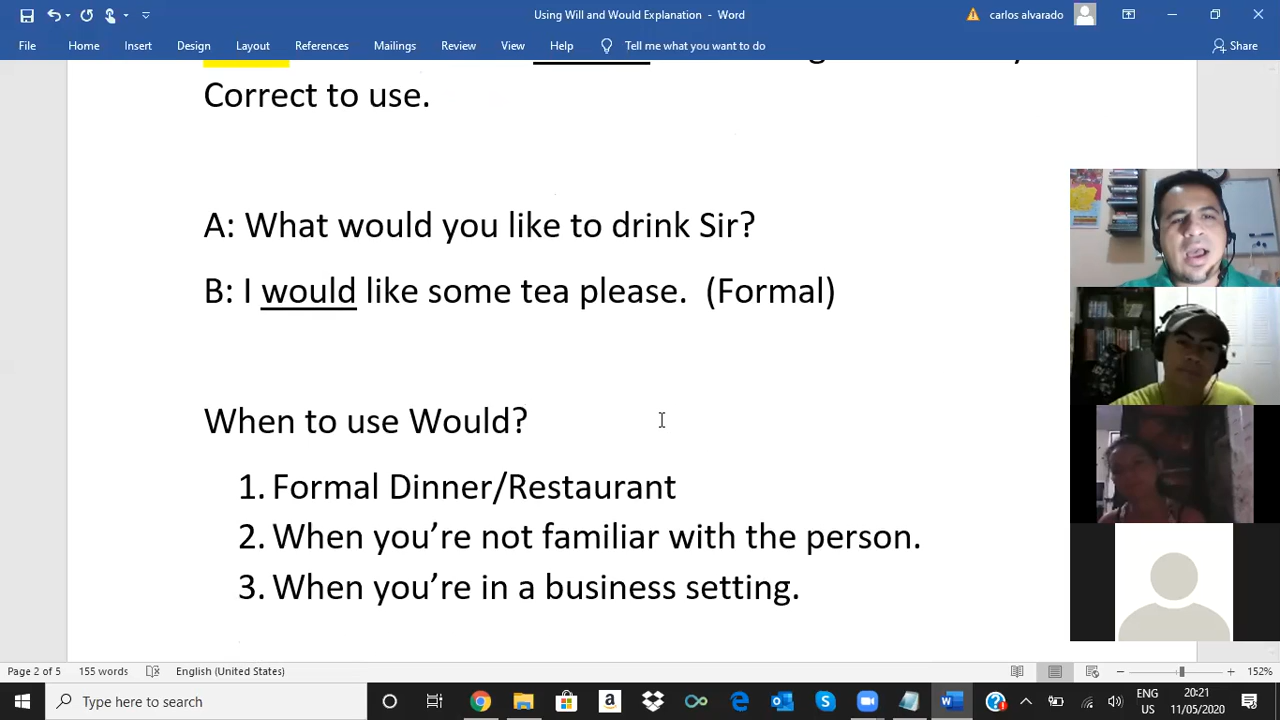 Using Will and Would Explanation - Word
carlos alvarado
File Home Insert Design Layout References Mailings Review View Help Tell me what you want to do Share
Correct to use.
A: What would you like to drink Sir?
B: I would like some tea please. (Formal)
When to use Would?
1. Formal Dinner/Restaurant
2. When you’re not familiar with the person.
3. When you’re in a business setting.
Page 2 of 5 155 words English (United States) 152%
Type here to search
ENG 20:21
US 11/05/2020